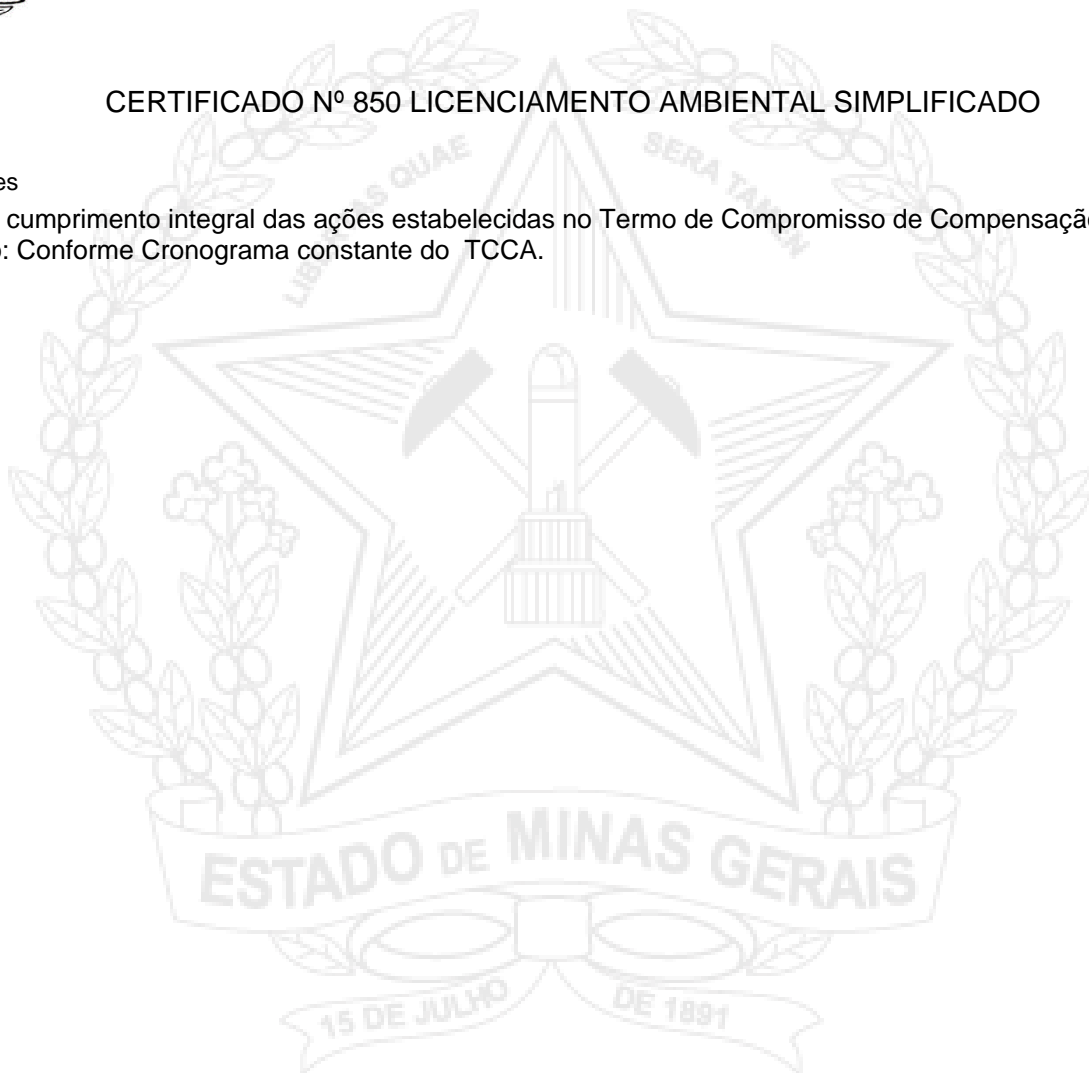 CERTIFICADO Nº 850 LICENCIAMENTO AMBIENTAL SIMPLIFICADO
es
cumprimento integral das ações estabelecidas no Termo de Compromisso de Compensação
o: Conforme Cronograma constante do TCCA.
LIBERTAS QUAE SERA TAMEN
ESTADO DE MINAS GERAIS
15 DE JULHO DE 1891